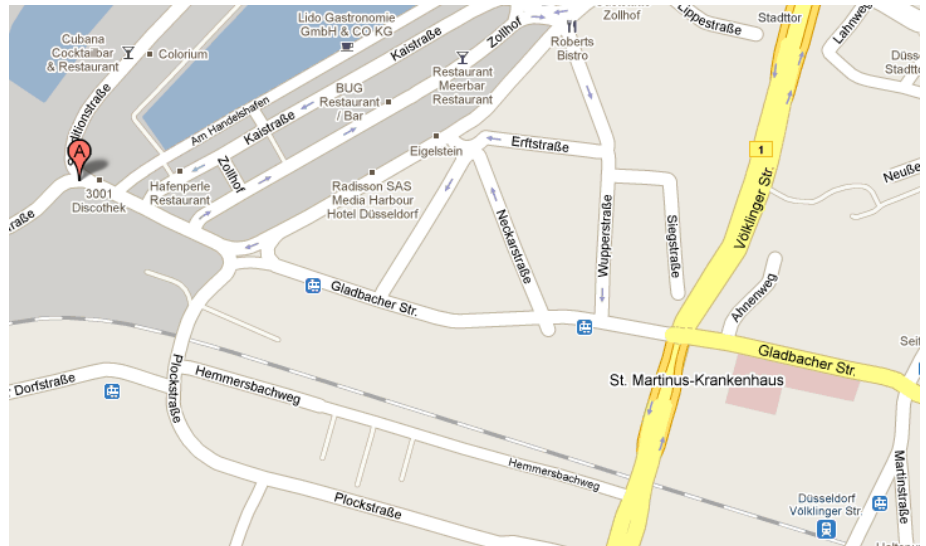 Lido Gastronomie
GmbH & CO KG
Zollhof
Lippestraße
Stadttor
Lahnweg
Cubana
Cocktailbar
& Restaurant
Colorium
Kaistraße
Zollhof
Roberts
Bistro
Restaurant
Meerbar
Restaurant
BUG
Restaurant
/ Bar
Am Handelshafen
Kaistraße
Zollhof
Eigelstein
Erftstraße
1
A
3001
Discothek
Hafenperle
Restaurant
Radisson SAS
Media Harbour
Hotel Düsseldorf
Neckarstraße
Wupperstraße
Siegstraße
Völklinger Str.
Ahnenweg
Gladbacher Str.
Gladbacher Str.
St. Martinus-Krankenhaus
Dorfstraße
Plockstraße
Hemmersbachweg
Hemmersbachweg
Plockstraße
Martinstraße
Düsseldorf
Völklinger Str.